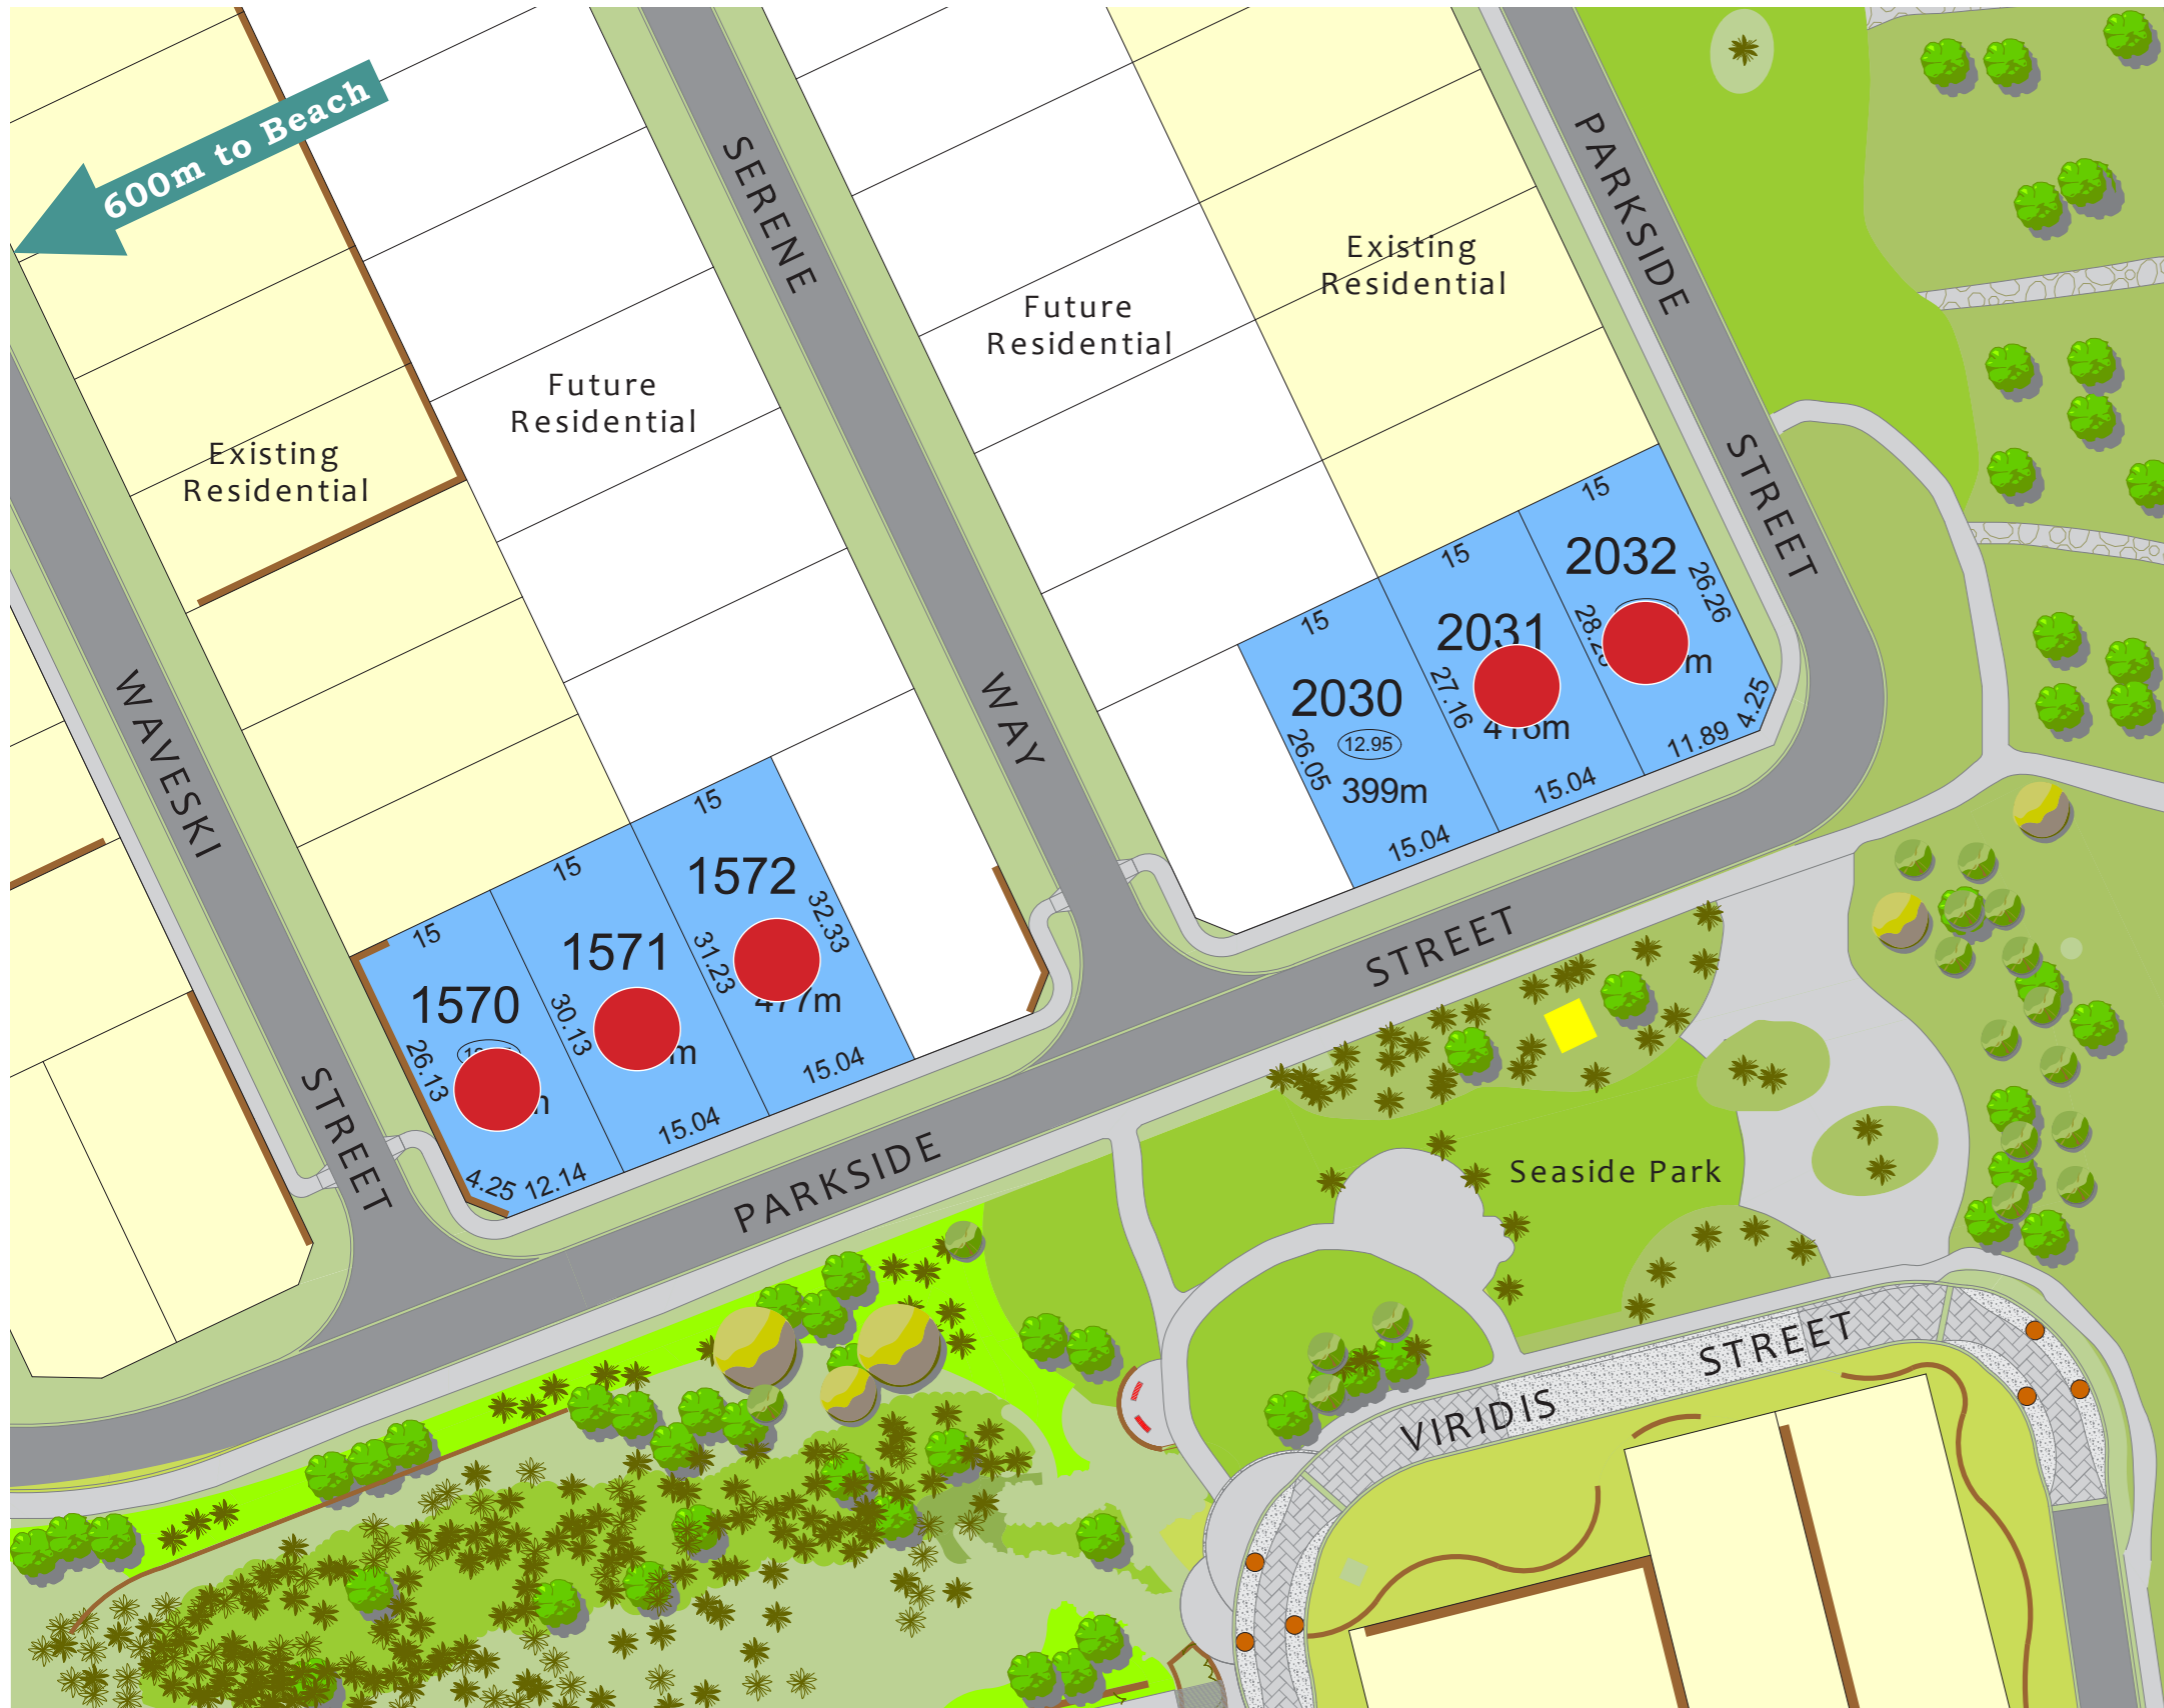 600m to Beach
SERENE
WAY
PARKSIDE
STREET
Existing
Residential
Future
Residential
Future
Residential
Existing
Residential
WAVESKI
STREET
15
2032
26.26
4.25
11.89
15
2031
27.16
15.04
15
2030
12.95
26.05
399m
15.04
15
1572
32.33
31.23
477m
15.04
15
1571
30.13
m
15.04
15
1570
26.13
4.25
12.14
PARKSIDE
STREET
Seaside Park
VIRIDIS
STREET